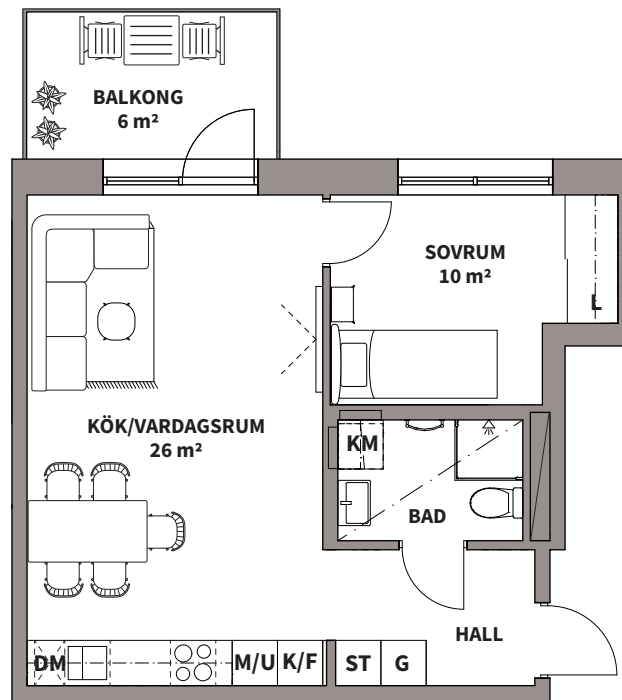 BALKONG
6 m²
SOVRUM
10 m²
L
KÖK/VARDAGSRUM
26 m²
KM
BAD
HALL
DM
M/U
K/F
ST
G